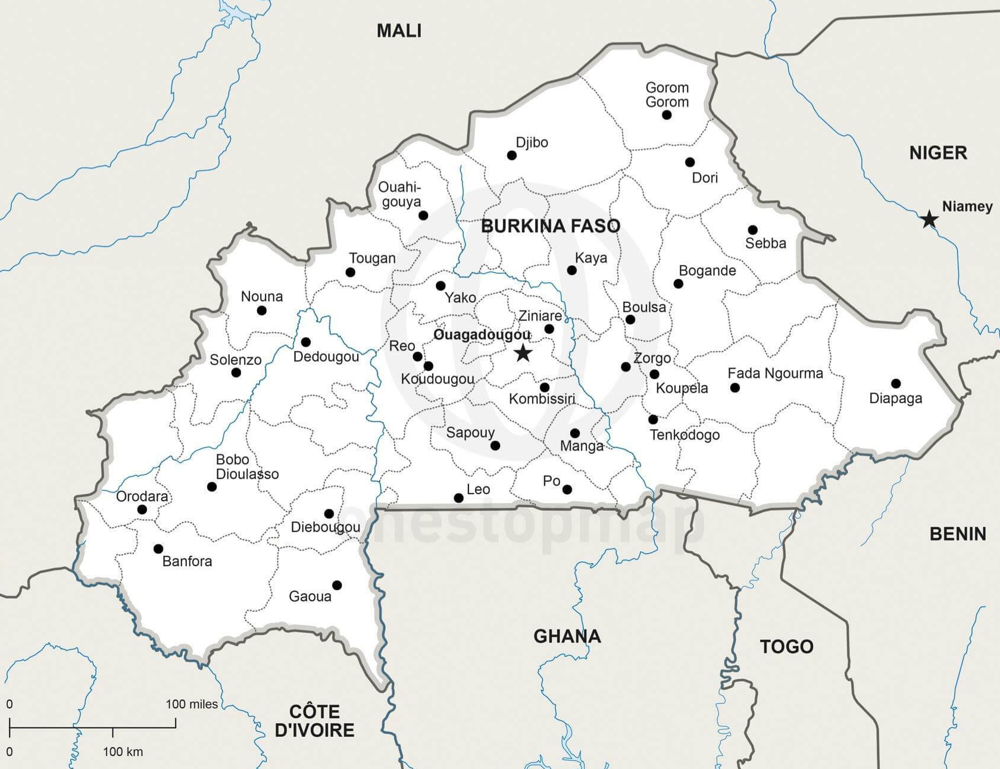 MALI
Gorom
Gorom
Djibo
NIGER
Dori
Ouahi-
gouya
Niamey
BURKINA FASO
Sebba
Tougan
Kaya
Bogande
Nouna
Yako
Boulsa
Ziniare
Ouagadougou
Reo
Dedougou
Solenzo
Zorgo
Koudougou
Fada Ngourma
Koupela
Kombissiri
Diapaga
Sapouy
Tenkodogo
Manga
Bobo
Dioulasso
Po
Leo
Orodara
Diebougou
onestopmap
BENIN
Banfora
Gaoua
GHANA
TOGO
0 100 miles
CÔTE
D'IVOIRE
0 100 km